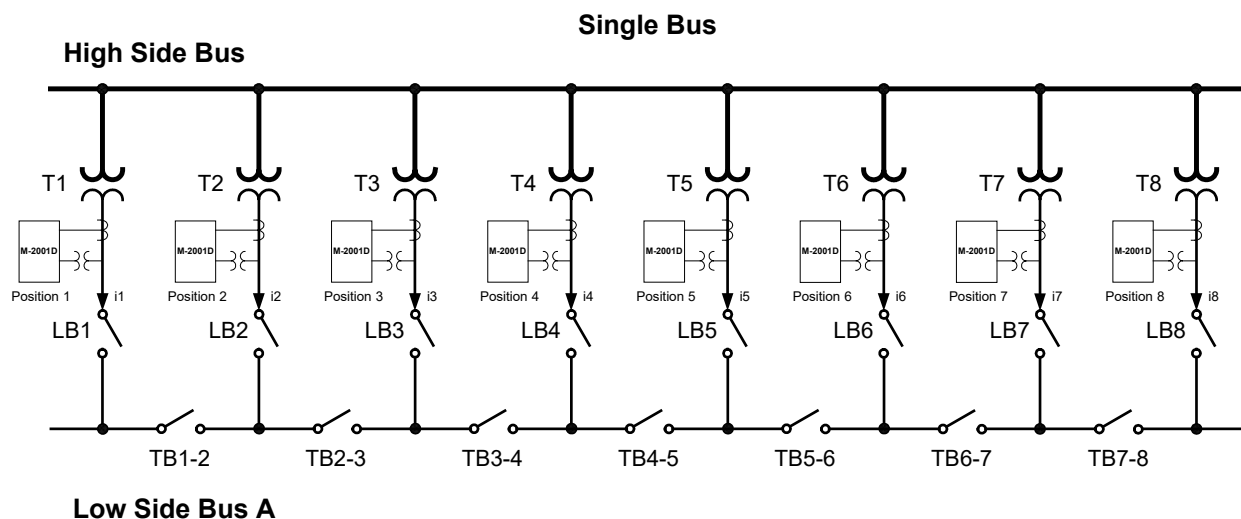 Single Bus
High Side Bus
T1 T2 T3 T4 T5 T6 T7 T8
M-2001D M-2001D M-2001D M-2001D M-2001D M-2001D M-2001D M-2001D
Position 1 i1 Position 2 i2 Position 3 i3 Position 4 i4 Position 5 i5 Position 6 i6 Position 7 i7 Position 8 i8
LB1 LB2 LB3 LB4 LB5 LB6 LB7 LB8
TB1-2 TB2-3 TB3-4 TB4-5 TB5-6 TB6-7 TB7-8
Low Side Bus A